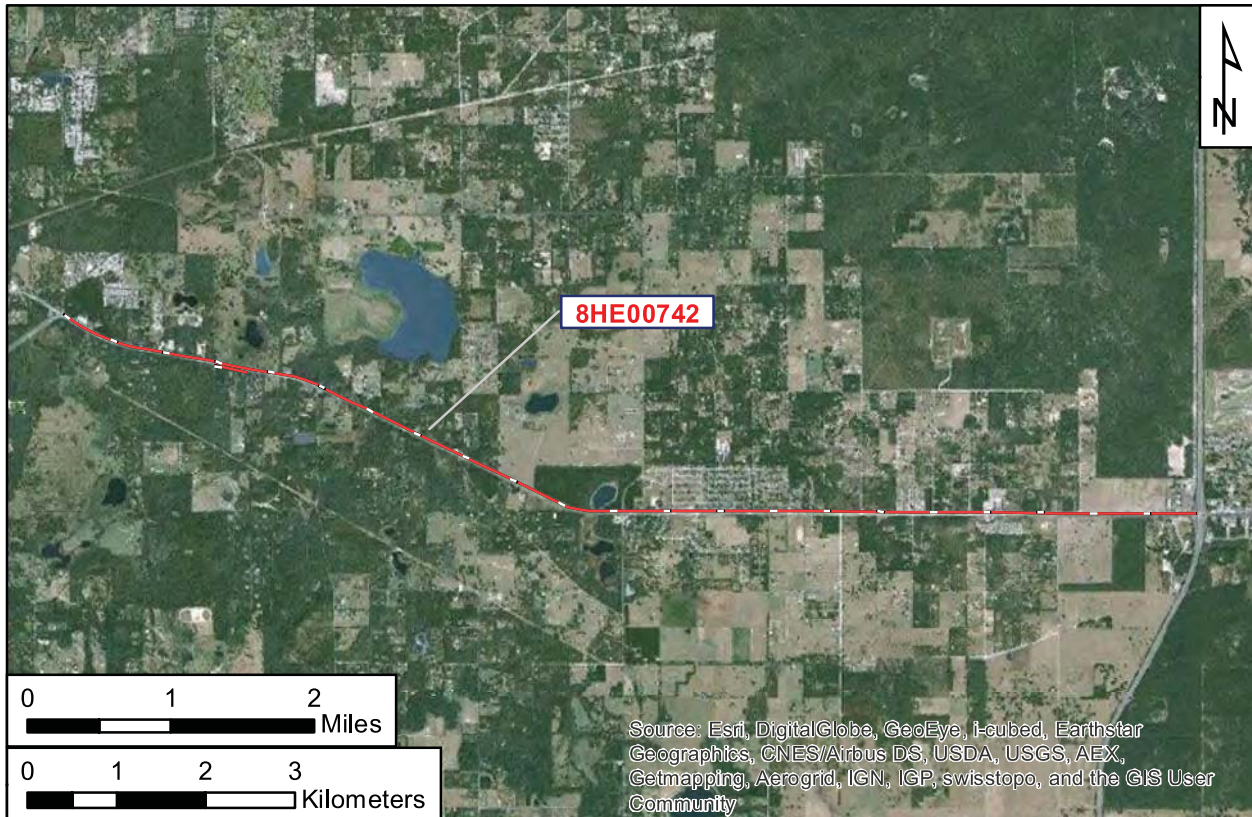 N
8HE00742
0 1 2
Miles
0 1 2 3
Kilometers
Source: Esri, DigitalGlobe, GeoEye, i-cubed, Earthstar
Geographics, CNES/Airbus DS, USDA, USGS, AEX,
Getmapping, Aerogrid, IGN, IGP, swisstopo, and the GIS User
Community